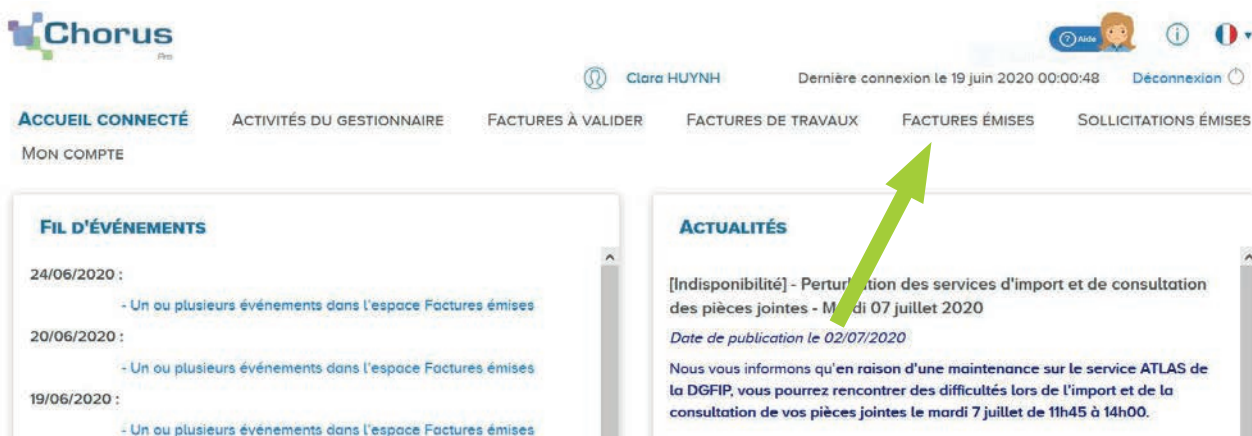 Chorus
Pro
? Aide
Clara HUYNH Dernière connexion le 19 juin 2020 00:00:48 Déconnexion
ACCUEIL CONNECTÉ ACTIVITÉS DU GESTIONNAIRE FACTURES À VALIDER FACTURES DE TRAVAUX FACTURES ÉMISES SOLLICITATIONS ÉMISES
MON COMPTE
FIL D'ÉVÉNEMENTS
24/06/2020 :
- Un ou plusieurs événements dans l'espace Factures émises
20/06/2020 :
- Un ou plusieurs événements dans l'espace Factures émises
19/06/2020 :
- Un ou plusieurs événements dans l'espace Factures émises
ACTUALITÉS
[Indisponibilité] - Perturbation des services d'import et de consultation
des pièces jointes - Mardi 07 juillet 2020
Date de publication le 02/07/2020
Nous vous informons qu'en raison d'une maintenance sur le service ATLAS de
la DGFIP, vous pourrez rencontrer des difficultés lors de l'import et de la
consultation de vos pièces jointes le mardi 7 juillet de 11h45 à 14h00.